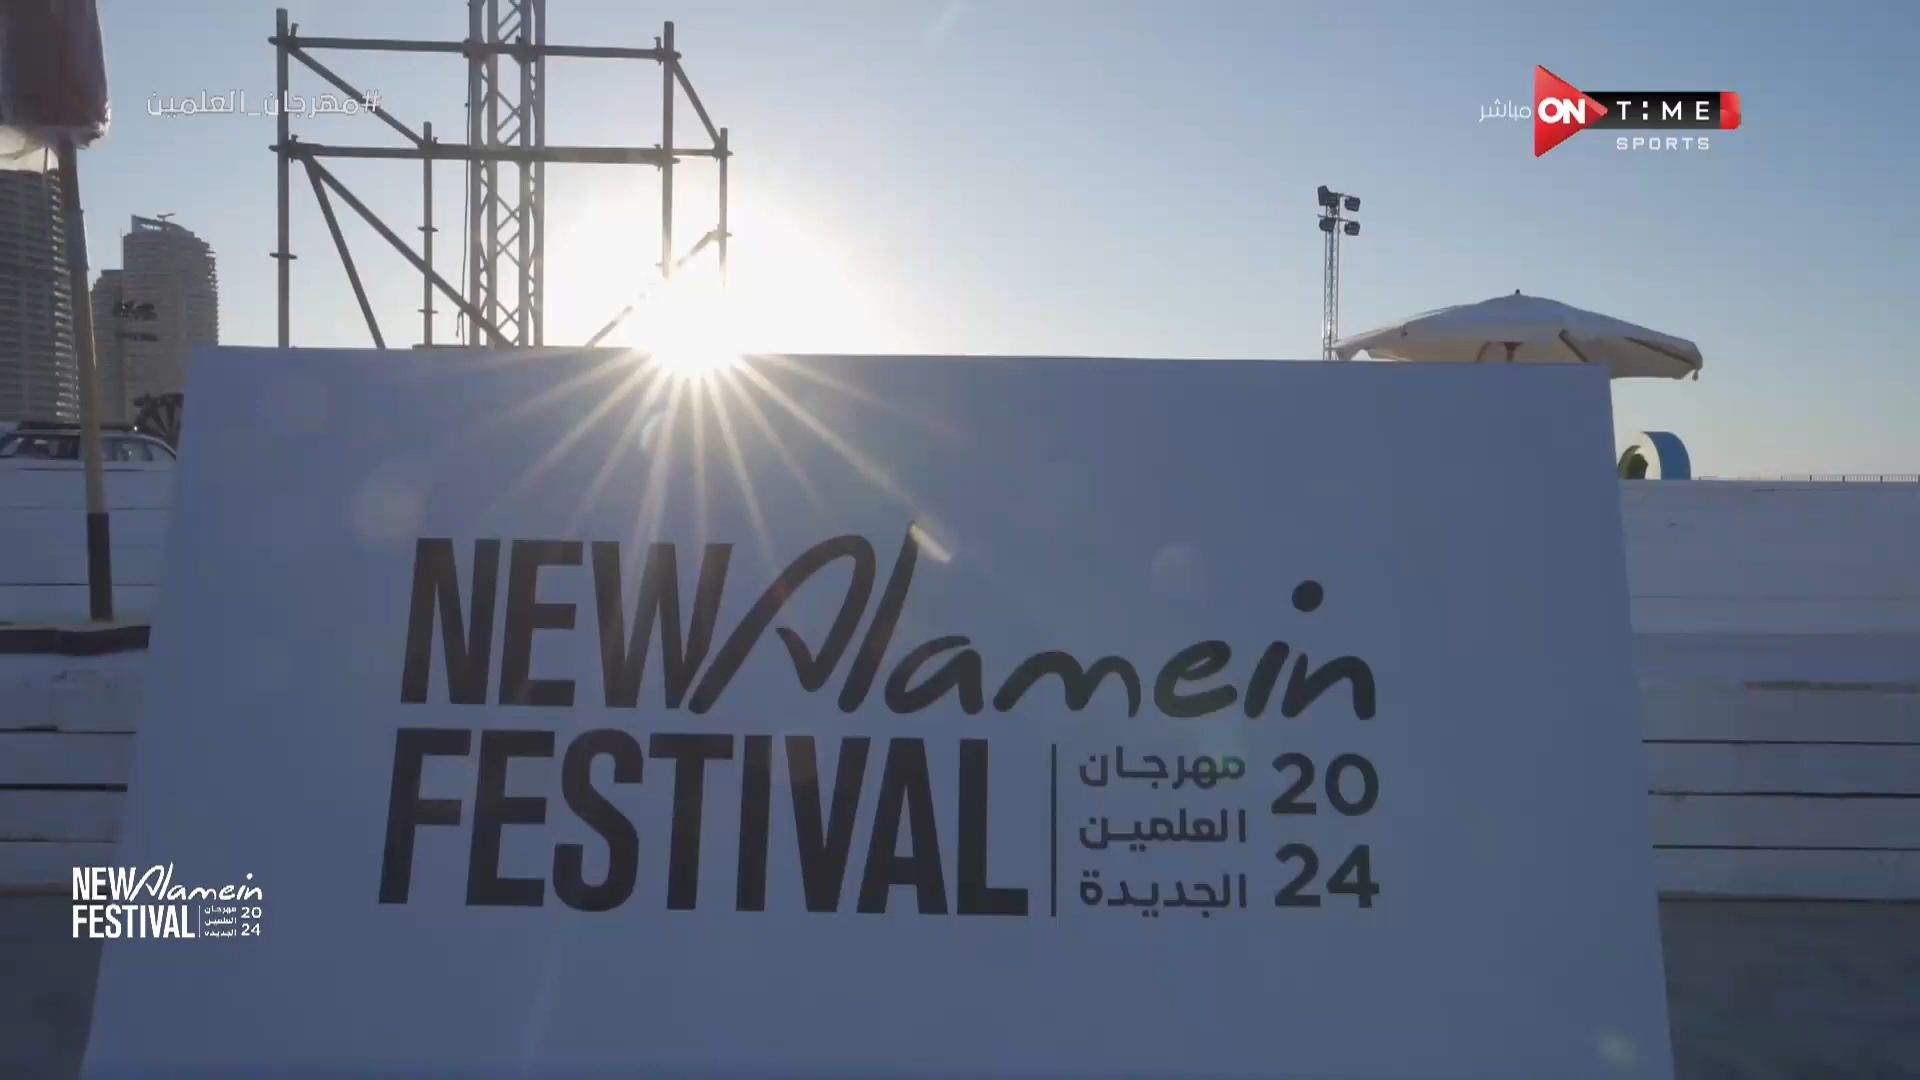 #مهرجان_العلمين
مباشر
ON TIME
SPORTS
NEW Alamein
FESTIVAL
مهرجان
العلمين
الجديدة
20
24
NEW Alamein
FESTIVAL
مهرجان
العلمين
الجديدة
20
24